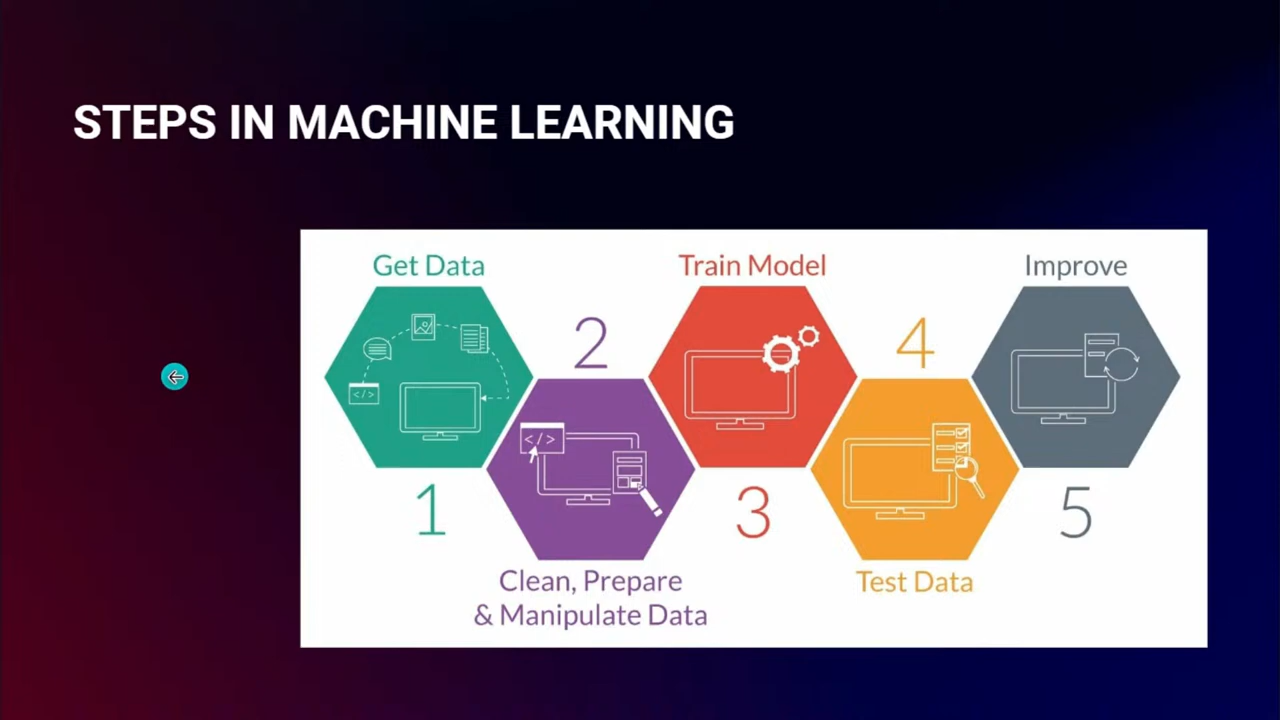 STEPS IN MACHINE LEARNING
Get Data
1
</>
2
</>
Clean, Prepare
& Manipulate Data
Train Model
3
4
Test Data
Improve
5